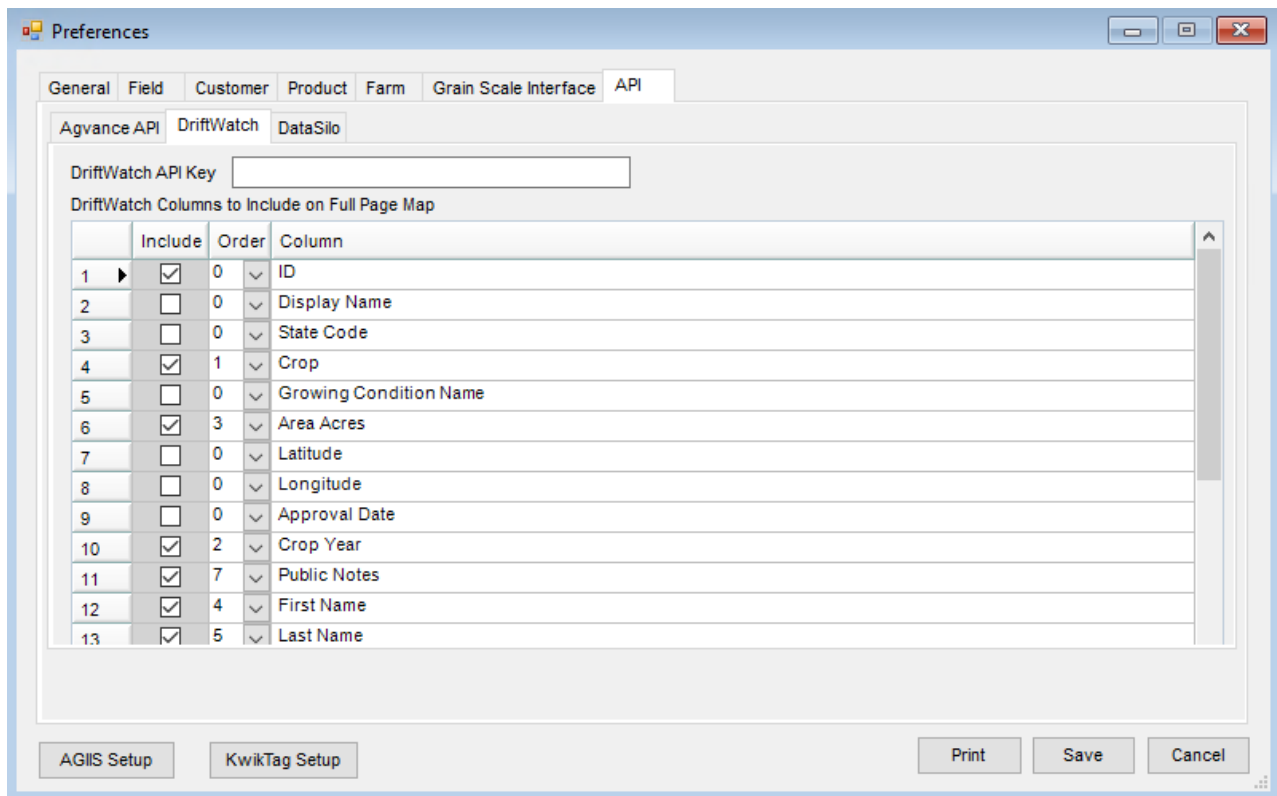 Preferences
General Field Customer Product Farm Grain Scale Interface API
Agvance API DriftWatch DataSilo
DriftWatch API Key
DriftWatch Columns to Include on Full Page Map
Include Order Column
1 0 ID
2 0 Display Name
3 0 State Code
4 1 Crop
5 0 Growing Condition Name
6 3 Area Acres
7 0 Latitude
8 0 Longitude
9 0 Approval Date
10 2 Crop Year
11 7 Public Notes
12 4 First Name
13 5 Last Name
AGIIS Setup KwikTag Setup Print Save Cancel